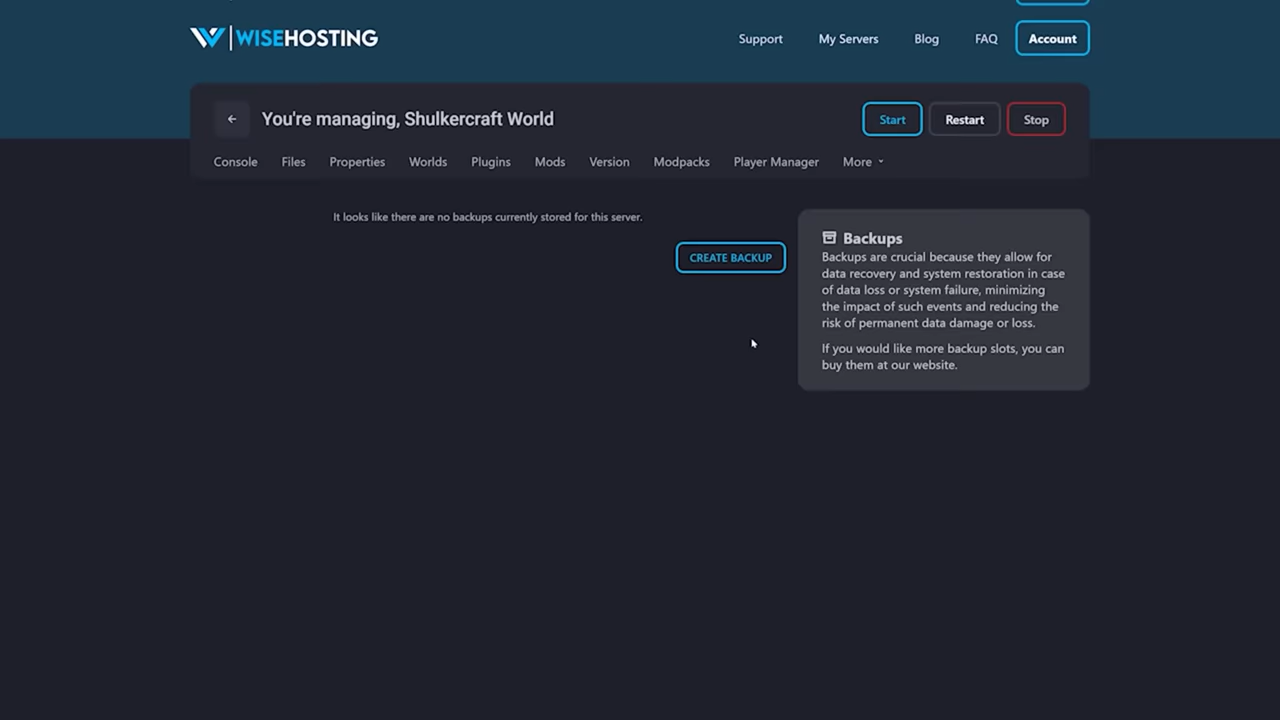 WISEHOSTING
Support
My Servers
Blog
FAQ
Account
You're managing, Shulkercraft World
Start
Restart
Stop
Console
Files
Properties
Worlds
Plugins
Mods
Version
Modpacks
Player Manager
More
It looks like there are no backups currently stored for this server.
CREATE BACKUP
Backups
Backups are crucial because they allow for
data recovery and system restoration in case
of data loss or system failure, minimizing
the impact of such events and reducing the
risk of permanent data damage or loss.
If you would like more backup slots, you can
buy them at our website.